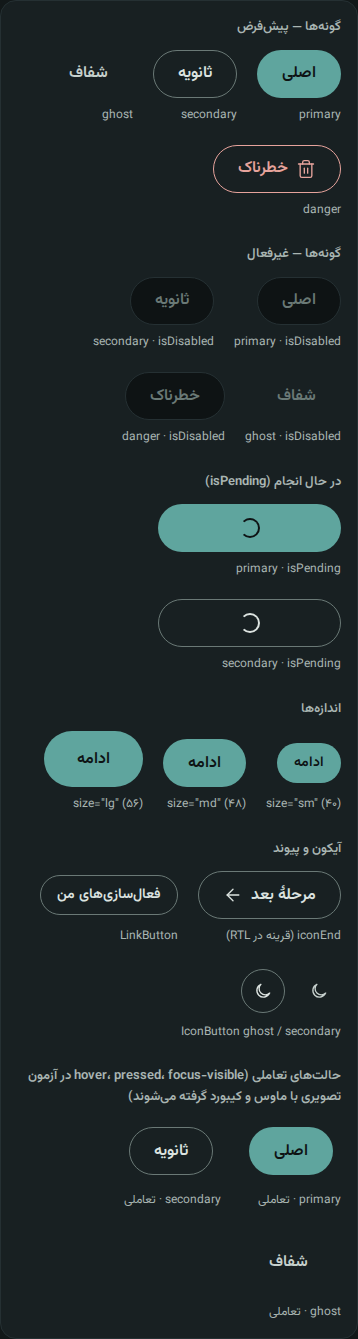 گونه‌ها — پیش‌فرض
اصلی ثانویه شفاف
primary secondary ghost
خطرناک
danger
گونه‌ها — غیرفعال
اصلی ثانویه
primary · isDisabled secondary · isDisabled
شفاف خطرناک
ghost · isDisabled danger · isDisabled
در حال انجام (isPending)
primary · isPending
secondary · isPending
اندازه‌ها
ادامه ادامه ادامه
size="sm" (۴۰) size="md" (۴۸) size="lg" (۵۶)
آیکون و پیوند
مرحلهٔ بعد فعال‌سازی‌های من
iconEnd (قرینه در RTL) LinkButton
IconButton ghost / secondary
حالت‌های تعاملی (hover، pressed، focus-visible در آزمون
تصویری با ماوس و کیبورد گرفته می‌شوند)
اصلی ثانویه
primary · تعاملی secondary · تعاملی
شفاف
ghost · تعاملی